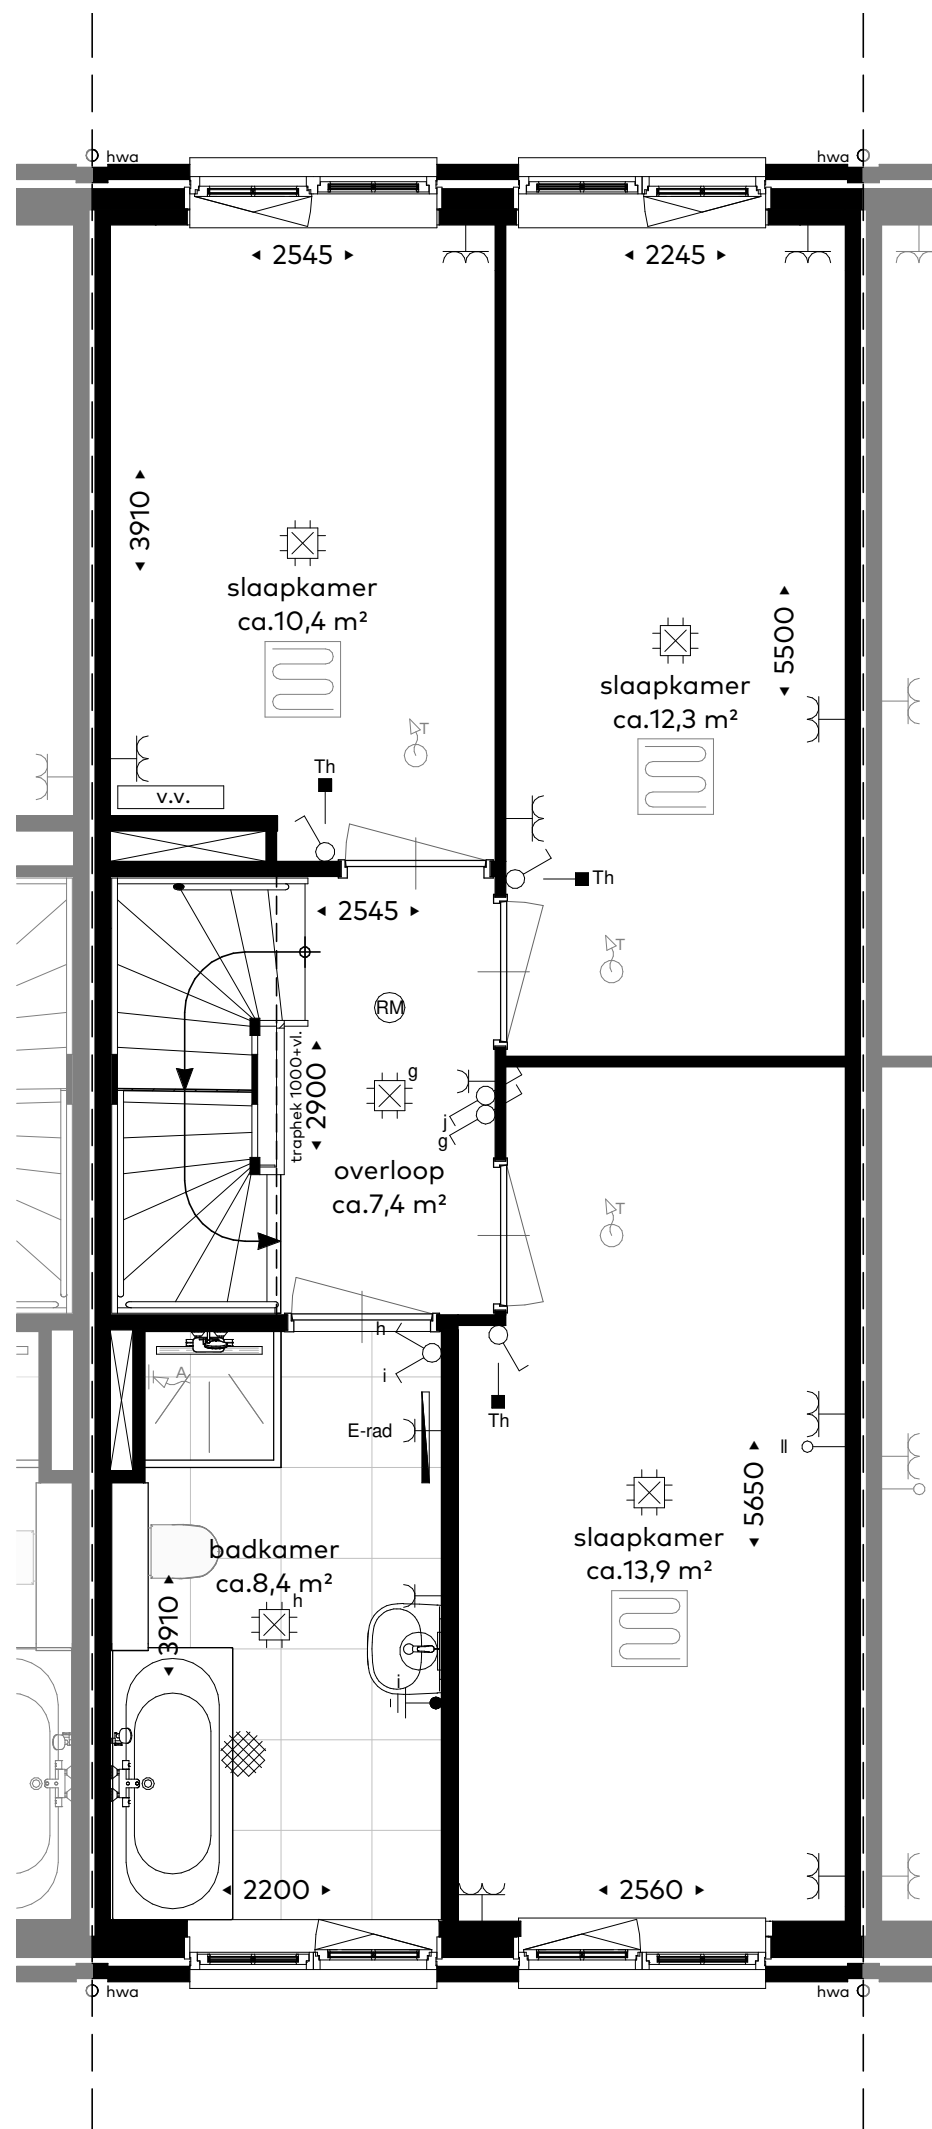 hwa
hwa
2545
2245
3910
slaapkamer
ca.10,4 m²
5500
slaapkamer
ca.12,3 m²
T
Th
v.v.
Th
2545
T
RM
traphek 1000+vl.
2900
g
j
g
overloop
ca.7,4 m²
T
h
i
A
Th
E-rad
II
5650
slaapkamer
ca.13,9 m²
badkamer
ca.8,4 m²
h
3910
i
2200
2560
hwa
hwa